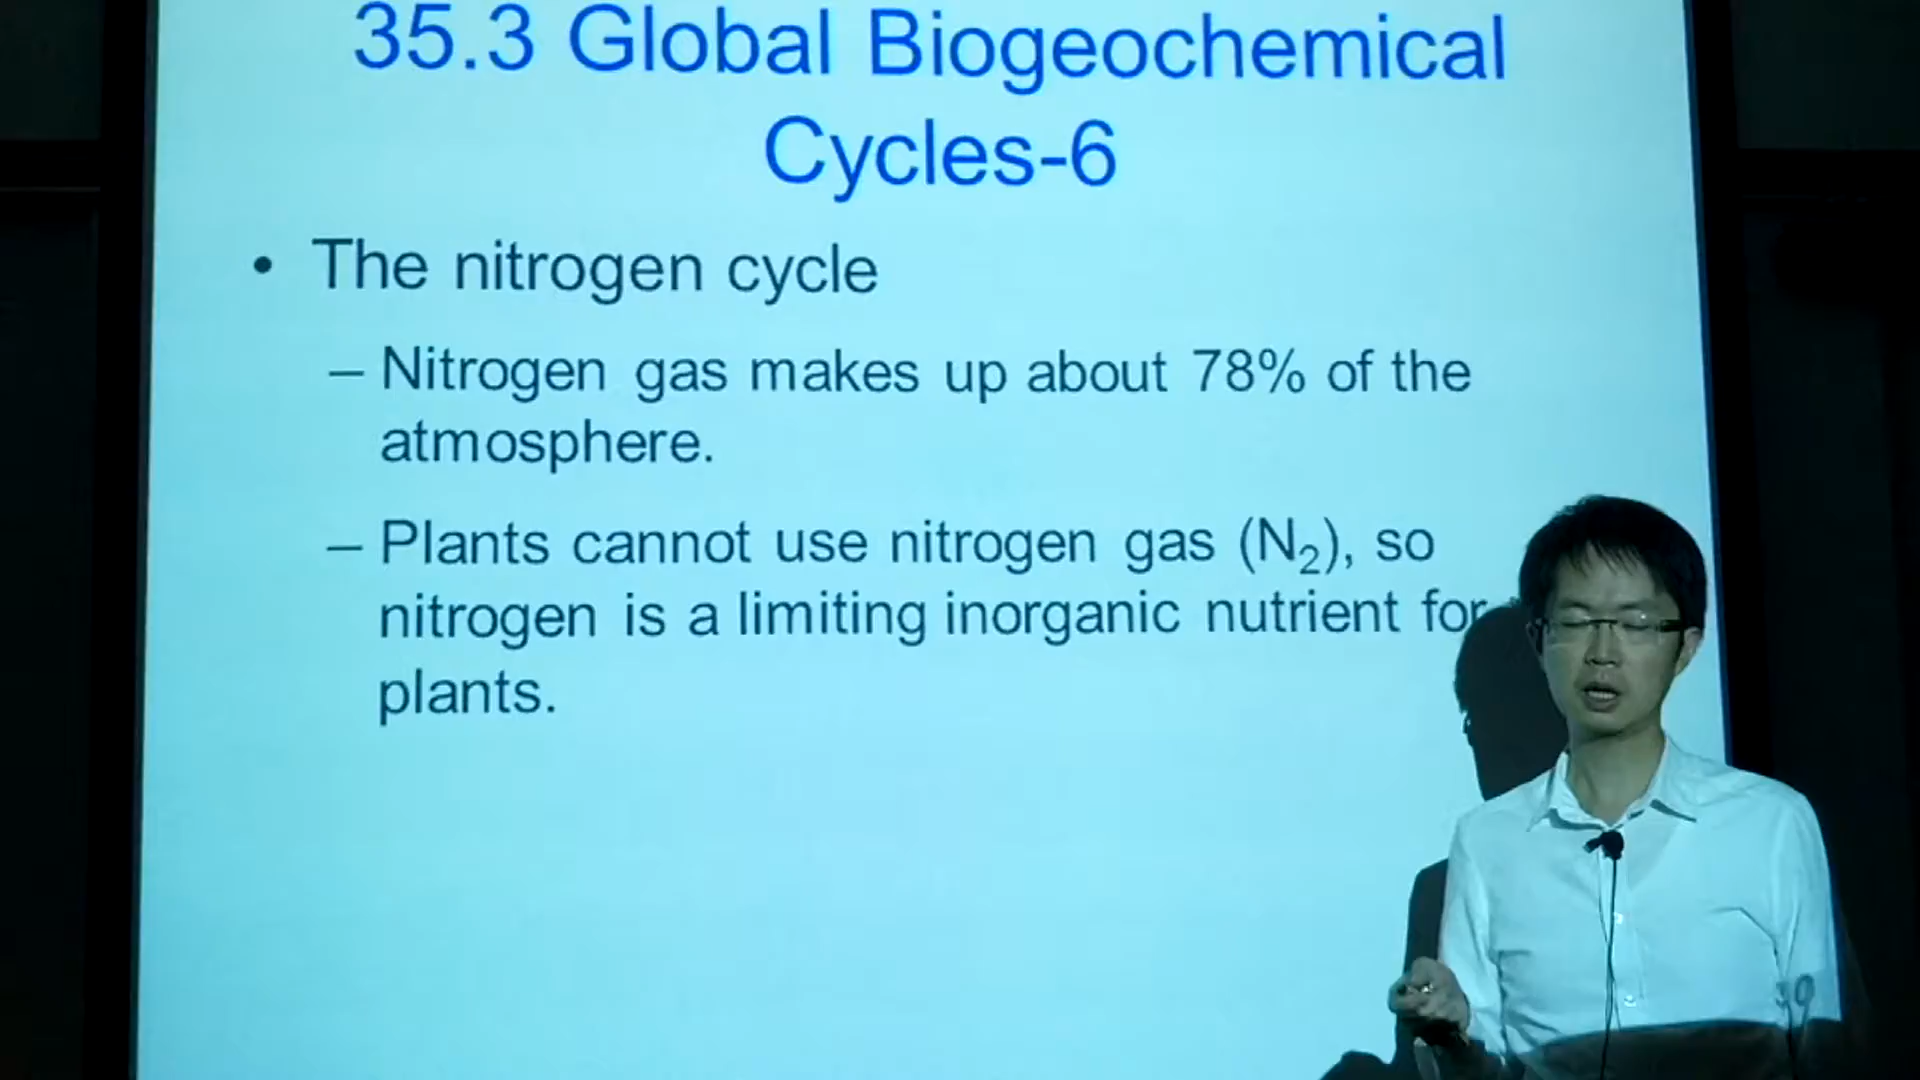 35.3 Global Biogeochemical
Cycles-6
• The nitrogen cycle
– Nitrogen gas makes up about 78% of the
atmosphere.
– Plants cannot use nitrogen gas (N₂), so
nitrogen is a limiting inorganic nutrient for
plants.
30